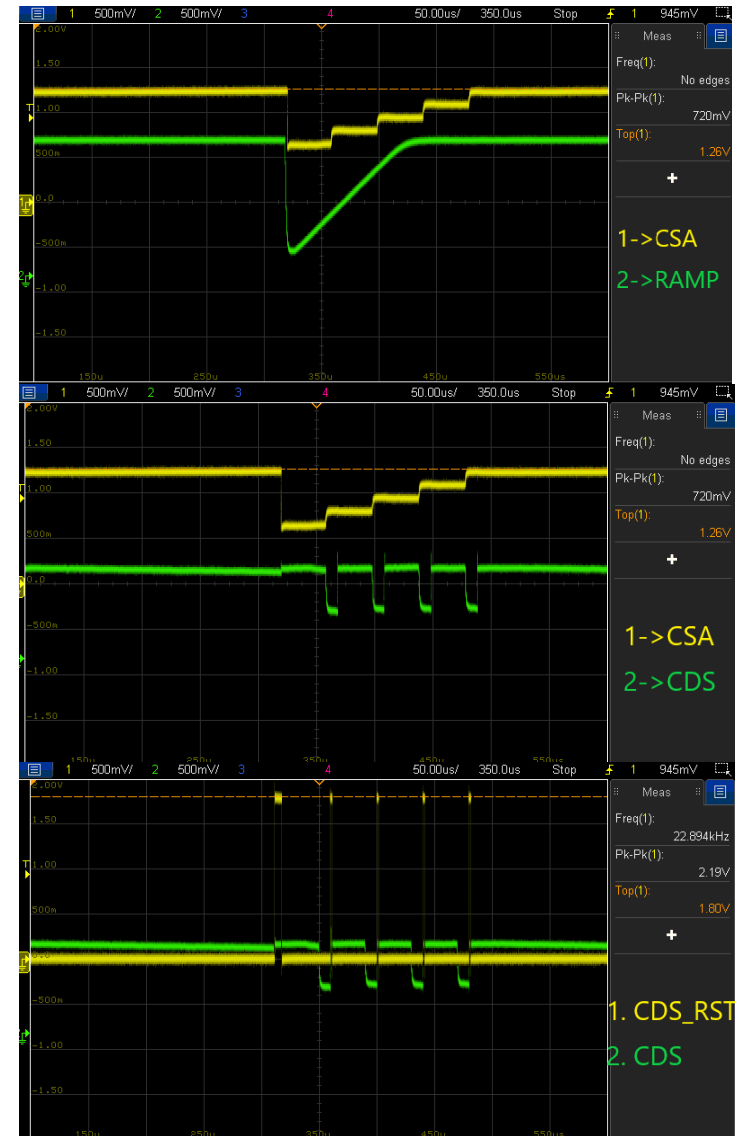 1 500mV/ 2 500mV/ 3 4 50.00us/ 350.0us Stop 1 945mV
2.00V
1.50
1.00
500m
0.0
-500m
-1.00
-1.50
150u 250u 350u 450u 550us
Meas
Freq(1):
No edges
Pk-Pk(1):
720mV
Top(1):
1.26V
+
1->CSA
2->RAMP
1 500mV/ 2 500mV/ 3 4 50.00us/ 350.0us Stop 1 945mV
2.00V
1.50
1.00
500m
0.0
-500m
-1.00
-1.50
150u 250u 350u 450u 550us
Meas
Freq(1):
No edges
Pk-Pk(1):
720mV
Top(1):
1.26V
+
1->CSA
2->CDS
1 500mV/ 2 500mV/ 3 4 50.00us/ 350.0us Stop 1 945mV
2.00V
1.50
1.00
500m
0.0
-500m
-1.00
-1.50
150u 250u 350u 450u 550us
Meas
Freq(1):
22.894kHz
Pk-Pk(1):
2.19V
Top(1):
1.80V
+
1. CDS_RST
2. CDS